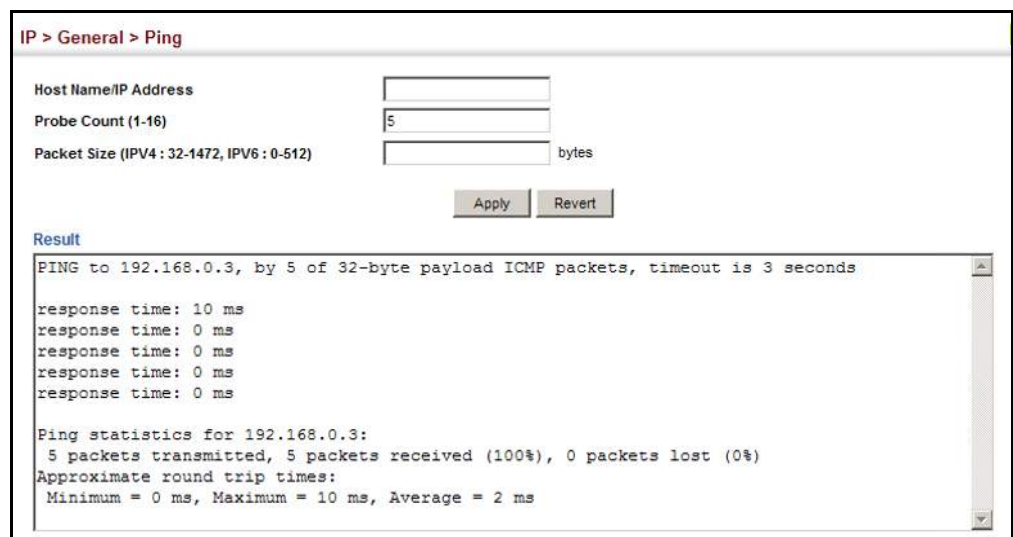 IP > General > Ping
Host Name/IP Address
Probe Count (1-16) 5
Packet Size (IPV4 : 32-1472, IPV6 : 0-512) bytes
Apply Revert
Result
PING to 192.168.0.3, by 5 of 32-byte payload ICMP packets, timeout is 3 seconds
response time: 10 ms
response time: 0 ms
response time: 0 ms
response time: 0 ms
response time: 0 ms
Ping statistics for 192.168.0.3:
5 packets transmitted, 5 packets received (100%), 0 packets lost (0%)
Approximate round trip times:
Minimum = 0 ms, Maximum = 10 ms, Average = 2 ms